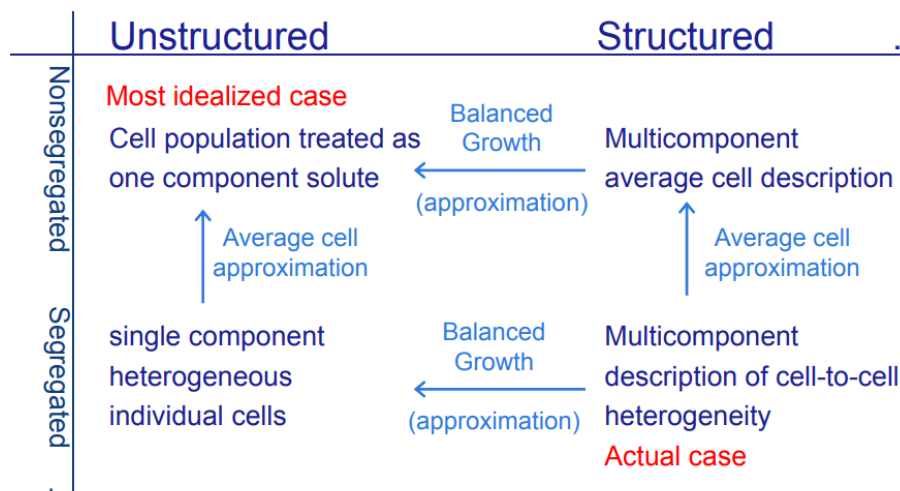 Unstructured
Structured .
Nonsegregated
Most idealized case
Cell population treated as
one component solute
Balanced
Growth
(approximation)
Multicomponent
average cell description
Average cell
approximation
Average cell
approximation
Segregated
single component
heterogeneous
individual cells
Balanced
Growth
(approximation)
Multicomponent
description of cell-to-cell
heterogeneity
Actual case
.